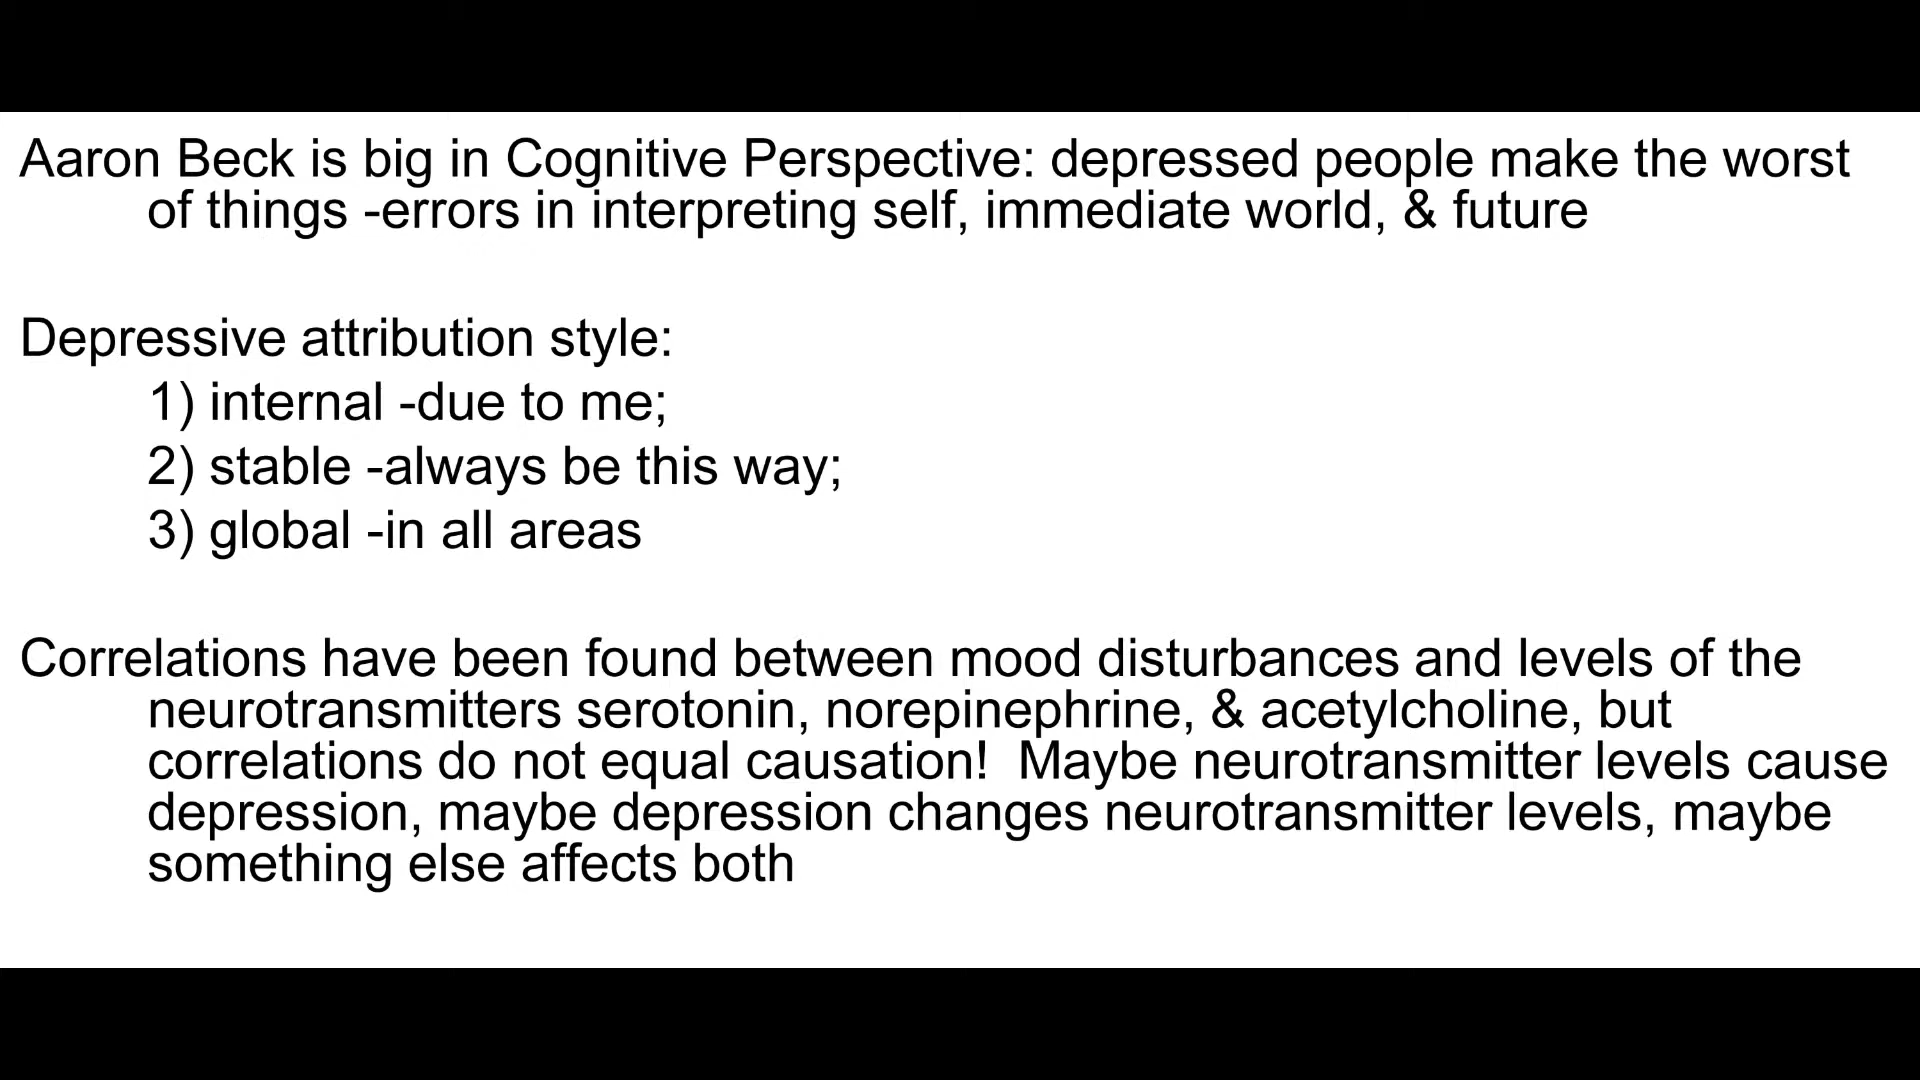 Aaron Beck is big in Cognitive Perspective: depressed people make the worst
of things -errors in interpreting self, immediate world, & future
Depressive attribution style:
1) internal -due to me;
2) stable -always be this way;
3) global -in all areas
Correlations have been found between mood disturbances and levels of the
neurotransmitters serotonin, norepinephrine, & acetylcholine, but
correlations do not equal causation!  Maybe neurotransmitter levels cause
depression, maybe depression changes neurotransmitter levels, maybe
something else affects both